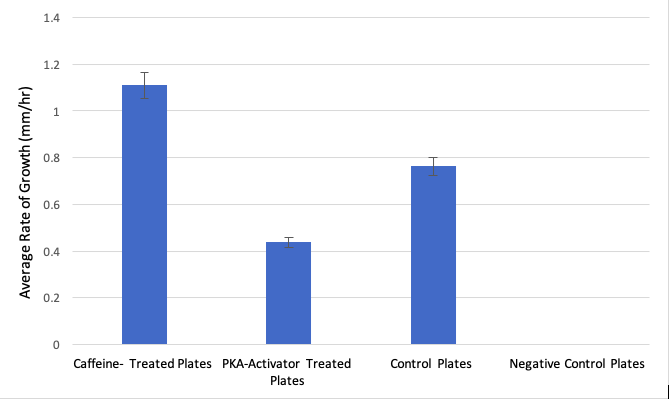 1.4
1.2
1
0.8
0.6
0.4
0.2
0
Average Rate of Growth (mm/hr)
Caffeine- Treated Plates
PKA-Activator Treated
Plates
Control Plates
Negative Control Plates